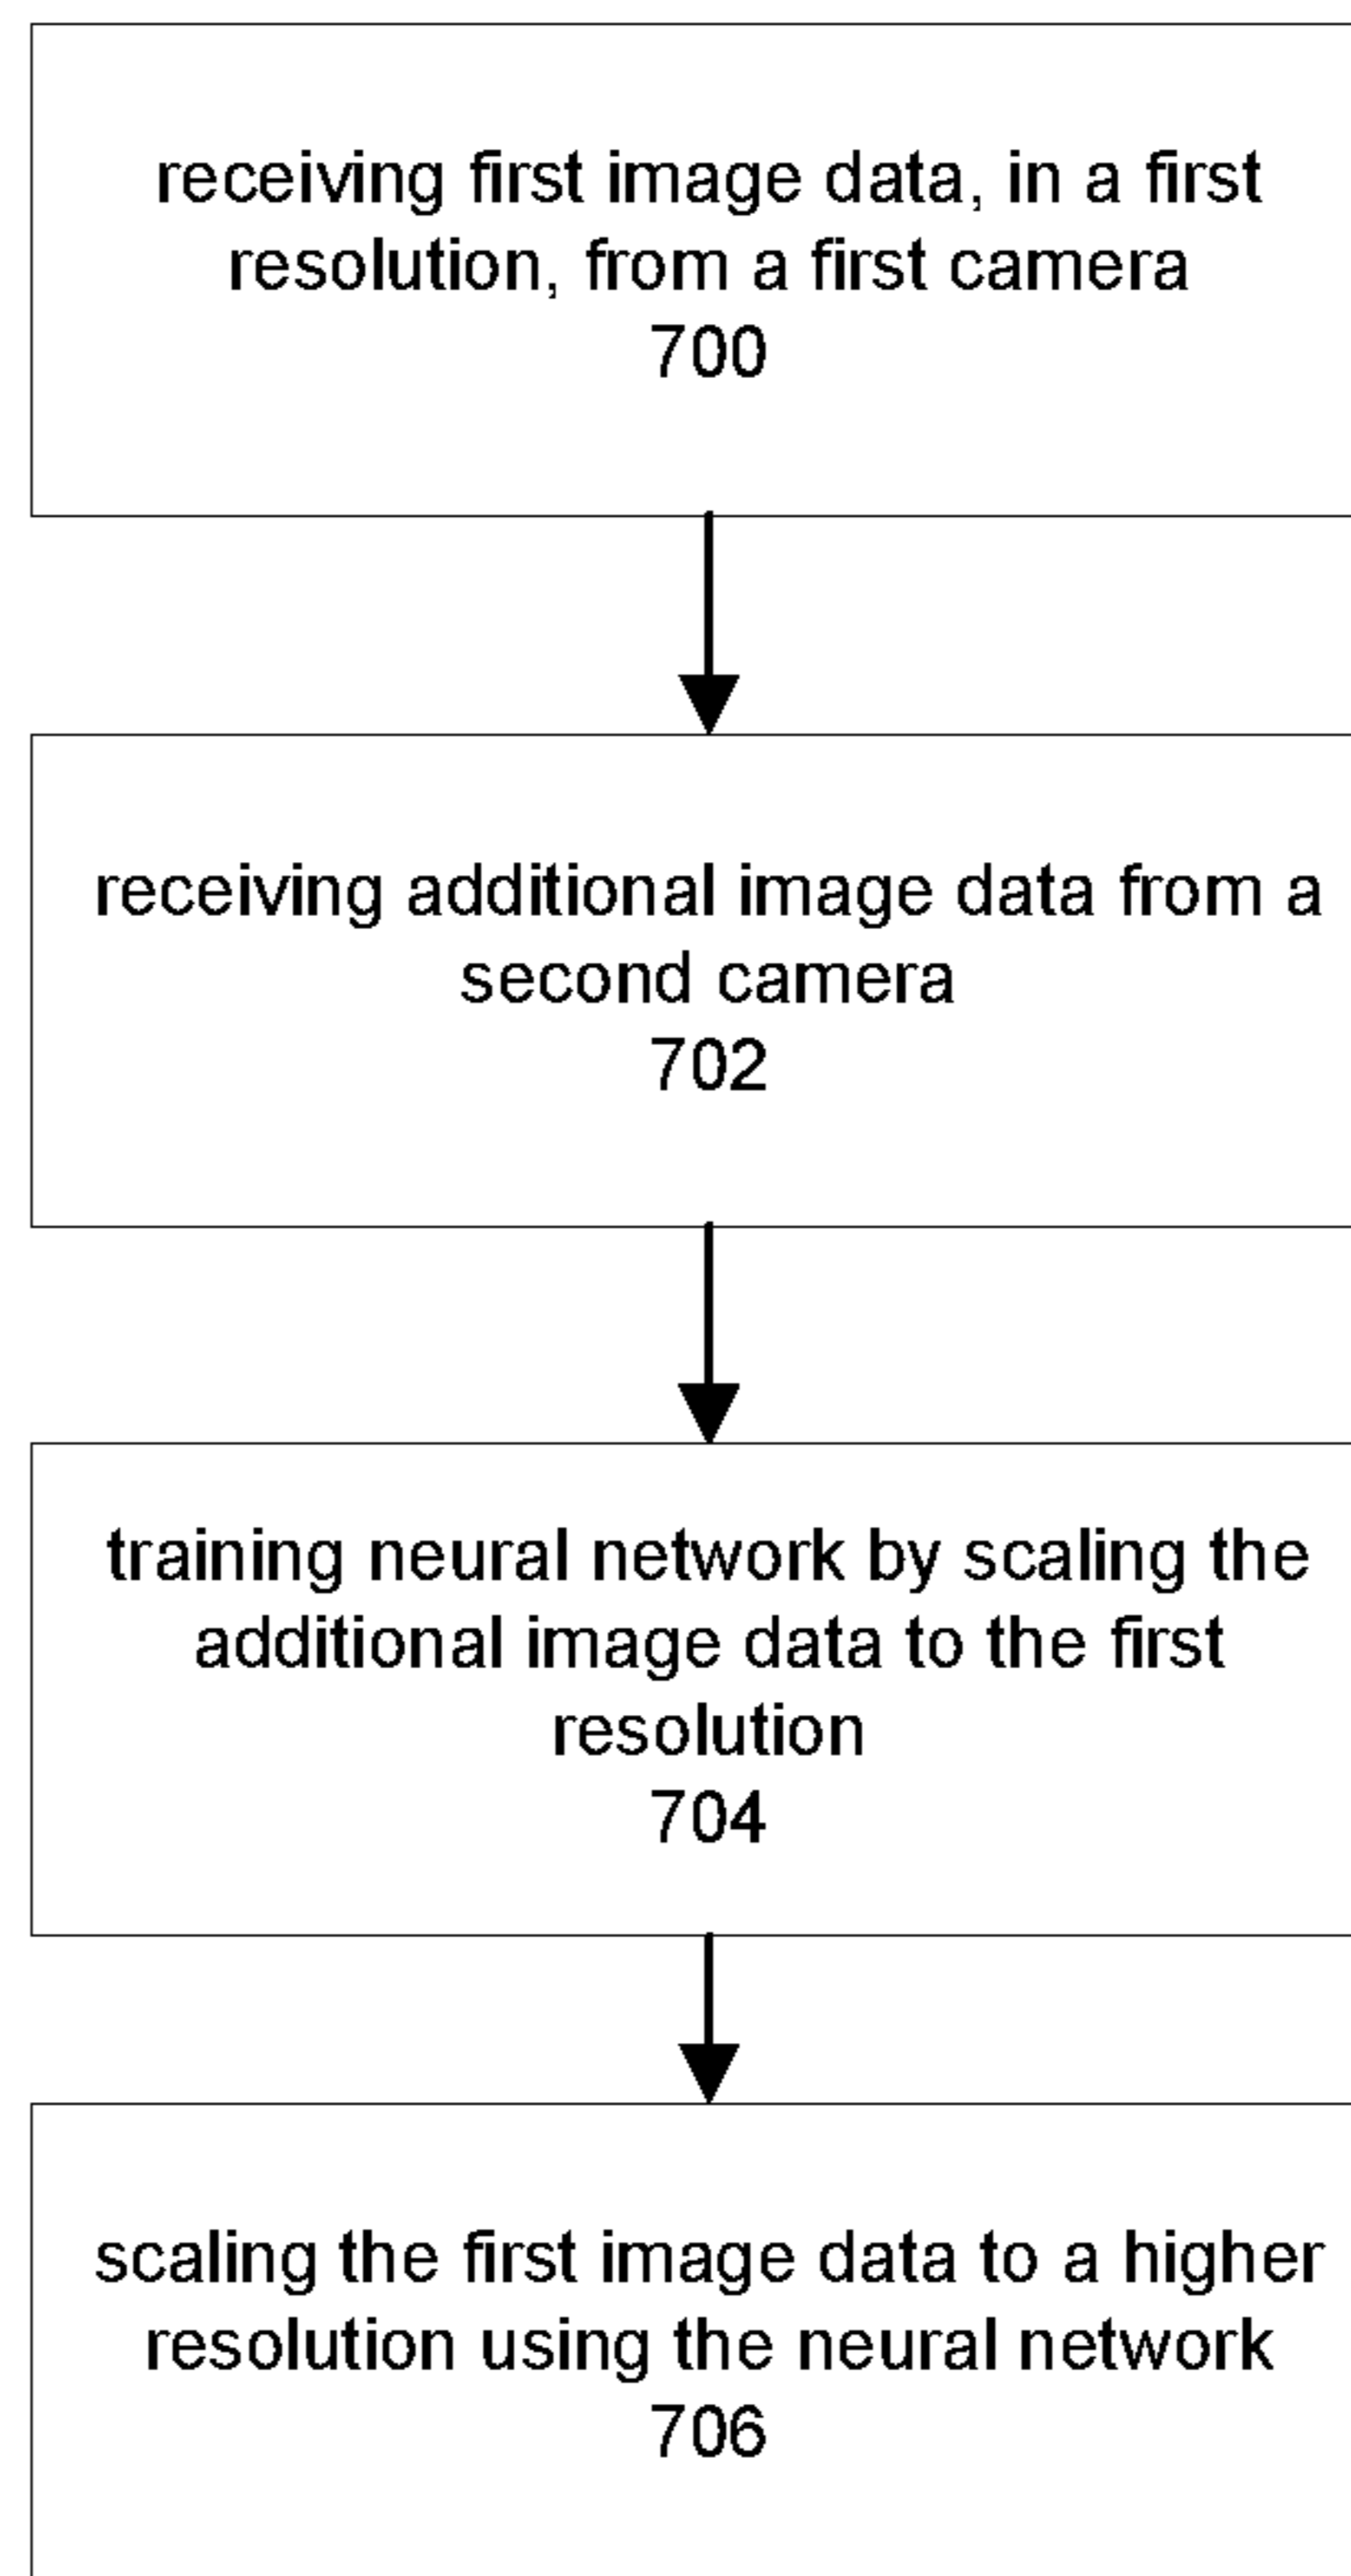 receiving first image data, in a first
resolution, from a first camera
700
receiving additional image data from a
second camera
702
training neural network by scaling the
additional image data to the first
resolution
704
scaling the first image data to a higher
resolution using the neural network
706